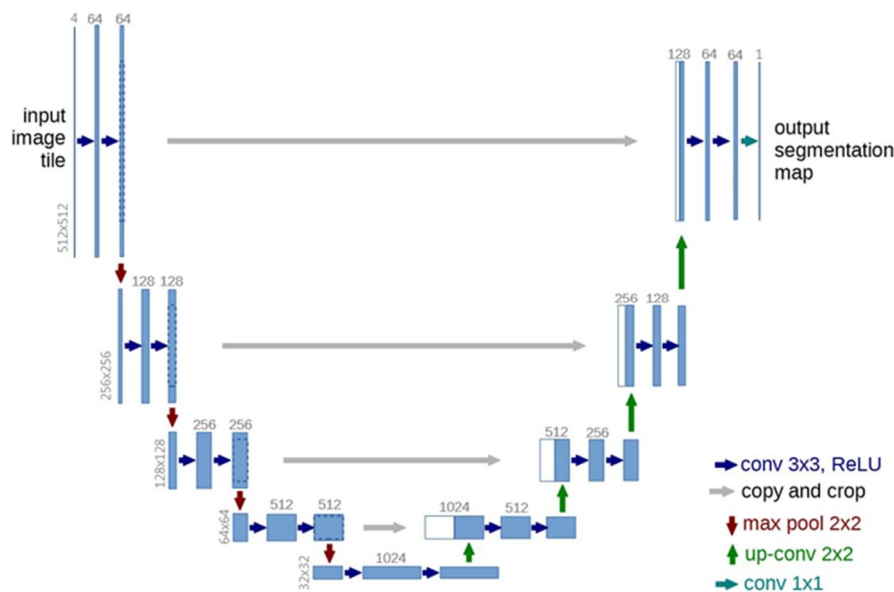 4 64 64
128 64 64 1
input
image
tile
output
segmentation
map
512x512
128 128
256 128
256x256
256 256
512 256
128x128
512 512
1024 512
64x64
1024
32x32
conv 3x3, ReLU
copy and crop
max pool 2x2
up-conv 2x2
conv 1x1